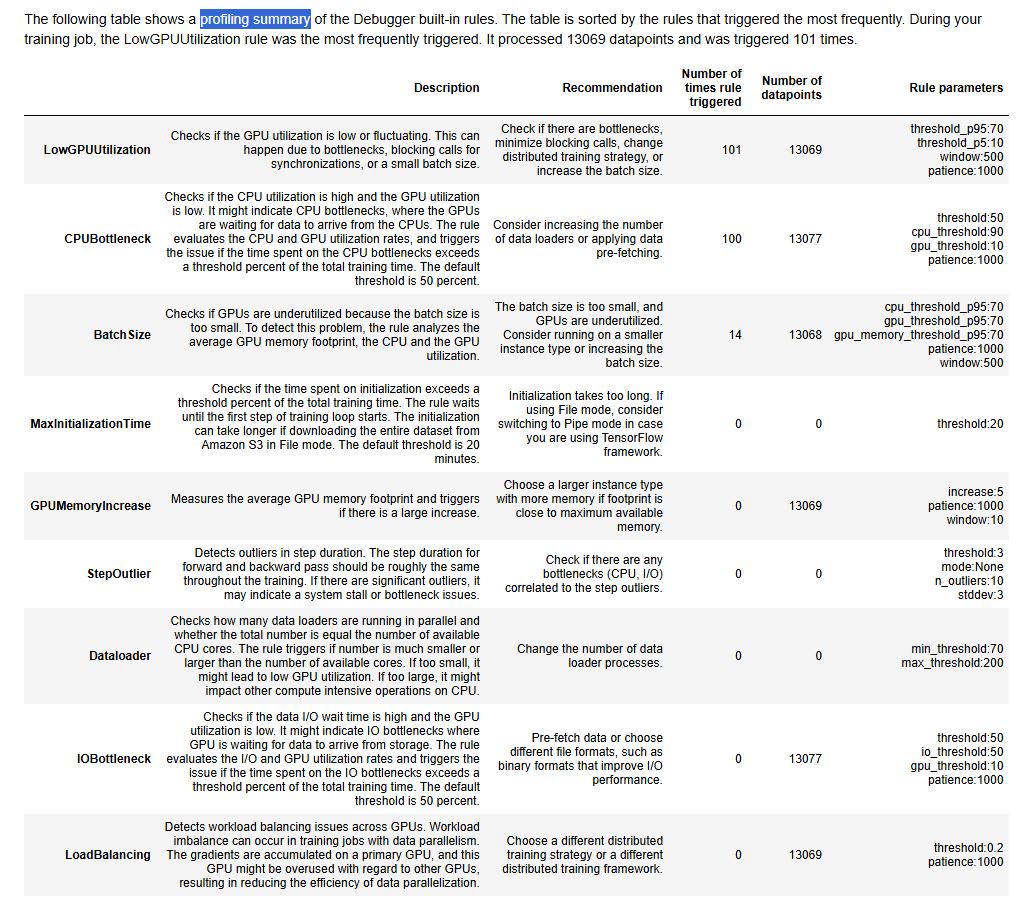 The following table shows a profiling summary of the Debugger built-in rules. The table is sorted by the rules that triggered the most frequently. During your
training job, the LowGPUUtilization rule was the most frequently triggered. It processed 13069 datapoints and was triggered 101 times.
Description
Recommendation
Number of
times rule
triggered
Number of
datapoints
Rule parameters
LowGPUUtilization
Checks if the GPU utilization is low or fluctuating. This can
happen due to bottlenecks, blocking calls for
synchronizations, or a small batch size.
Check if there are bottlenecks,
minimize blocking calls, change
distributed training strategy, or
increase the batch size.
101
13069
threshold_p95:70
threshold_p5:10
window:500
patience:1000
CPUBottleneck
Checks if the CPU utilization is high and the GPU utilization
is low. It might indicate CPU bottlenecks, where the GPUs
are waiting for data to arrive from the CPUs. The rule
evaluates the CPU and GPU utilization rates, and triggers
the issue if the time spent on the CPU bottlenecks exceeds
a threshold percent of the total training time. The default
threshold is 50 percent.
Consider increasing the number
of data loaders or applying data
pre-fetching.
100
13077
threshold:50
cpu_threshold:90
gpu_threshold:10
patience:1000
BatchSize
Checks if GPUs are underutilized because the batch size is
too small. To detect this problem, the rule analyzes the
average GPU memory footprint, the CPU and the GPU
utilization.
The batch size is too small, and
GPUs are underutilized.
Consider running on a smaller
instance type or increasing the
batch size.
14
13068
cpu_threshold_p95:70
gpu_threshold_p95:70
gpu_memory_threshold_p95:70
patience:1000
window:500
MaxInitializationTime
Checks if the time spent on initialization exceeds a
threshold percent of the total training time. The rule waits
until the first step of training loop starts. The initialization
can take longer if downloading the entire dataset from
Amazon S3 in File mode. The default threshold is 20
minutes.
Initialization takes too long. If
using File mode, consider
switching to Pipe mode in case
you are using TensorFlow
framework.
0
0
threshold:20
GPUMemoryIncrease
Measures the average GPU memory footprint and triggers
if there is a large increase.
Choose a larger instance type
with more memory if footprint is
close to maximum available
memory.
0
13069
increase:5
patience:1000
window:10
StepOutlier
Detects outliers in step duration. The step duration for
forward and backward pass should be roughly the same
throughout the training. If there are significant outliers, it
may indicate a system stall or bottleneck issues.
Check if there are any
bottlenecks (CPU, I/O)
correlated to the step outliers.
0
0
threshold:3
mode:None
n_outliers:10
stddev:3
Dataloader
Checks how many data loaders are running in parallel and
whether the total number is equal the number of available
CPU cores. The rule triggers if number is much smaller or
larger than the number of available cores. If too small, it
might lead to low GPU utilization. If too large, it might
impact other compute intensive operations on CPU.
Change the number of data
loader processes.
0
0
min_threshold:70
max_threshold:200
IOBottleneck
Checks if the data I/O wait time is high and the GPU
utilization is low. It might indicate IO bottlenecks where
GPU is waiting for data to arrive from storage. The rule
evaluates the I/O and GPU utilization rates and triggers the
issue if the time spent on the IO bottlenecks exceeds a
threshold percent of the total training time. The default
threshold is 50 percent.
Pre-fetch data or choose
different file formats, such as
binary formats that improve I/O
performance.
0
13077
threshold:50
io_threshold:50
gpu_threshold:10
patience:1000
LoadBalancing
Detects workload balancing issues across GPUs. Workload
imbalance can occur in training jobs with data parallelism.
The gradients are accumulated on a primary GPU, and this
GPU might be overused with regard to other GPUs,
resulting in reducing the efficiency of data parallelization.
Choose a different distributed
training strategy or a different
distributed training framework.
0
13069
threshold:0.2
patience:1000